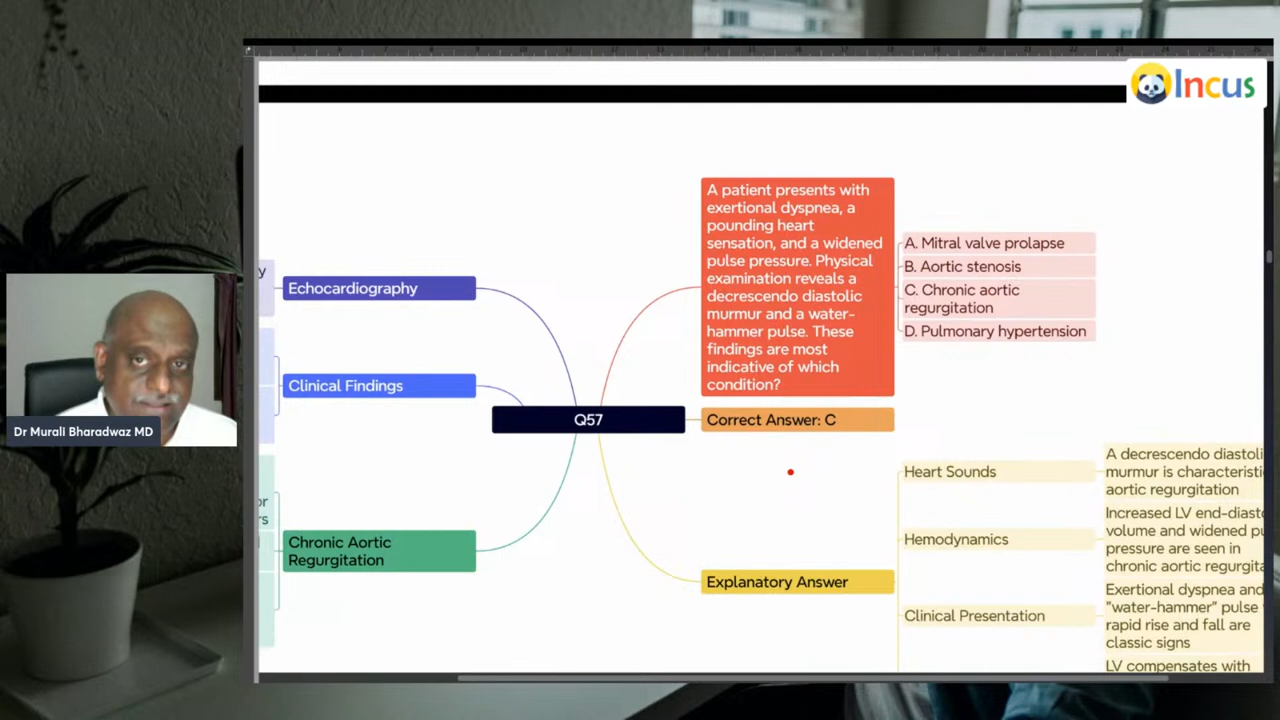 Incus
A patient presents with
exertional dyspnea, a
pounding heart
sensation, and a widened
pulse pressure. Physical
examination reveals a
decrescendo diastolic
murmur and a water-
hammer pulse. These
findings are most
indicative of which
condition?
A. Mitral valve prolapse
B. Aortic stenosis
C. Chronic aortic
regurgitation
D. Pulmonary hypertension
Echocardiography
Clinical Findings
Q57
Correct Answer: C
Dr Murali Bharadwaz MD
Chronic Aortic
Regurgitation
Explanatory Answer
Heart Sounds
A decrescendo diastoli
murmur is characteristi
aortic regurgitation
Hemodynamics
Increased LV end-diast
volume and widened pu
pressure are seen in
chronic aortic regurgita
Clinical Presentation
Exertional dyspnea and
"water-hammer" pulse
rapid rise and fall are
classic signs
LV compensates with